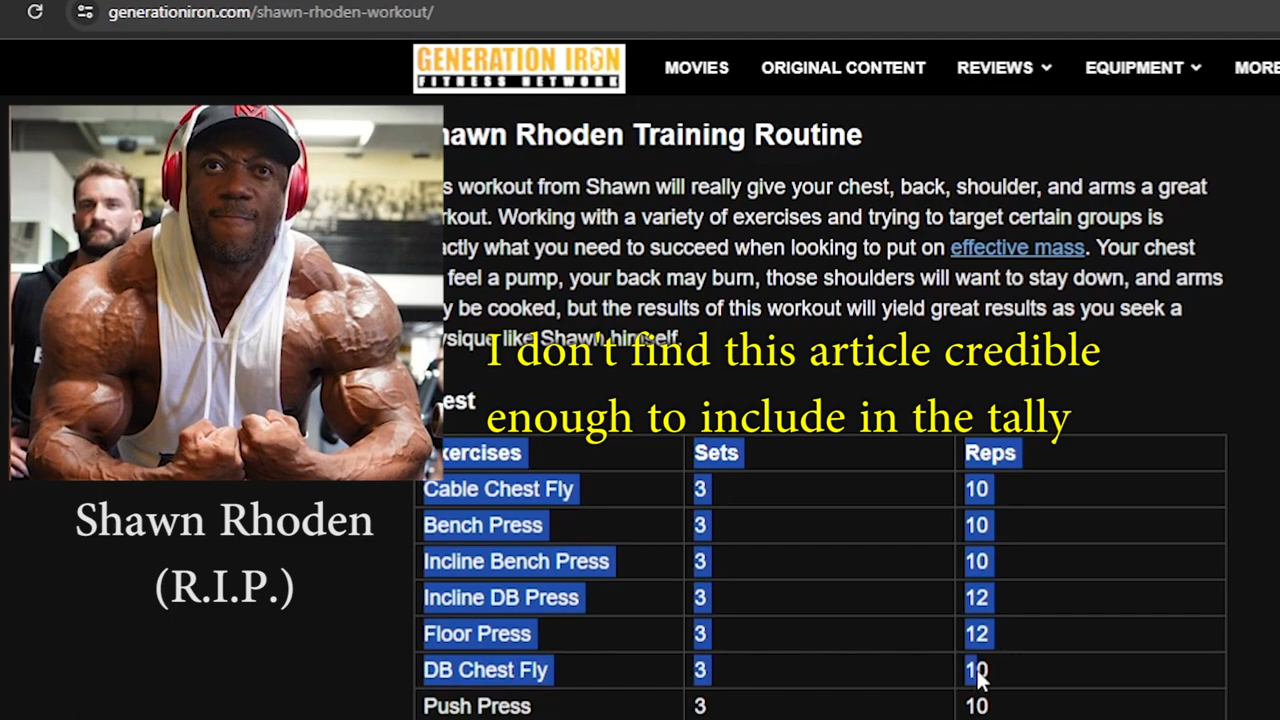 generationiron.com/shawn-rhoden-workout/
GENERATION IRON
FITNESS NETWORK
MOVIES ORIGINAL CONTENT REVIEWS EQUIPMENT MORE
hawn Rhoden Training Routine
s workout from Shawn will really give your chest, back, shoulder, and arms a great
rkout. Working with a variety of exercises and trying to target certain groups is
actly what you need to succeed when looking to put on effective mass. Your chest
feel a pump, your back may burn, those shoulders will want to stay down, and arms
y be cooked, but the results of this workout will yield great results as you seek a
ysique like Shawn himself.
I don't find this article credible
enough to include in the tally
est
Exercises Sets Reps
Cable Chest Fly 3 10
Bench Press 3 10
Incline Bench Press 3 10
Incline DB Press 3 12
Floor Press 3 12
DB Chest Fly 3 10
Push Press 3 10
Shawn Rhoden
(R.I.P.)